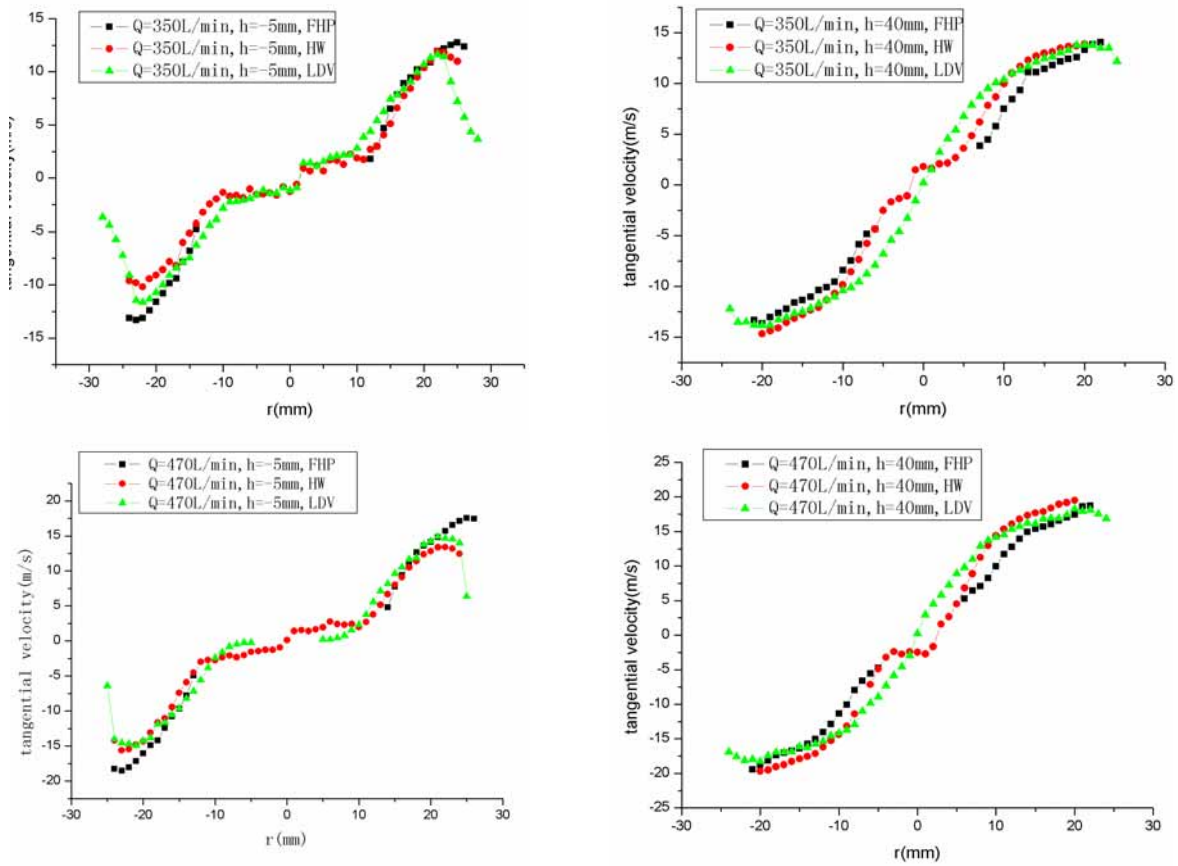 Q=350L/min, h=-5mm, FHP
Q=350L/min, h=-5mm, HW
Q=350L/min, h=-5mm, LDV
15
10
5
0
-5
-10
-15
-30 -20 -10 0 10 20 30
r(mm)
Q=350L/min, h=40mm, FHP
Q=350L/min, h=40mm, HW
Q=350L/min, h=40mm, LDV
tangential velocity(m/s)
15
10
5
0
-5
-10
-15
-30 -20 -10 0 10 20 30
r(mm)
Q=470L/min, h=-5mm, FHP
Q=470L/min, h=-5mm, HW
Q=470L/min, h=-5mm, LDV
tangential velocity(m/s)
20
15
10
5
0
-5
-10
-15
-20
-30 -20 -10 0 10 20 30
r(mm)
Q=470L/min, h=40mm, FHP
Q=470L/min, h=40mm, HW
Q=470L/min, h=40mm, LDV
tangential velocity(m/s)
25
20
15
10
5
0
-5
-10
-15
-20
-25
-30 -20 -10 0 10 20 30
r(mm)